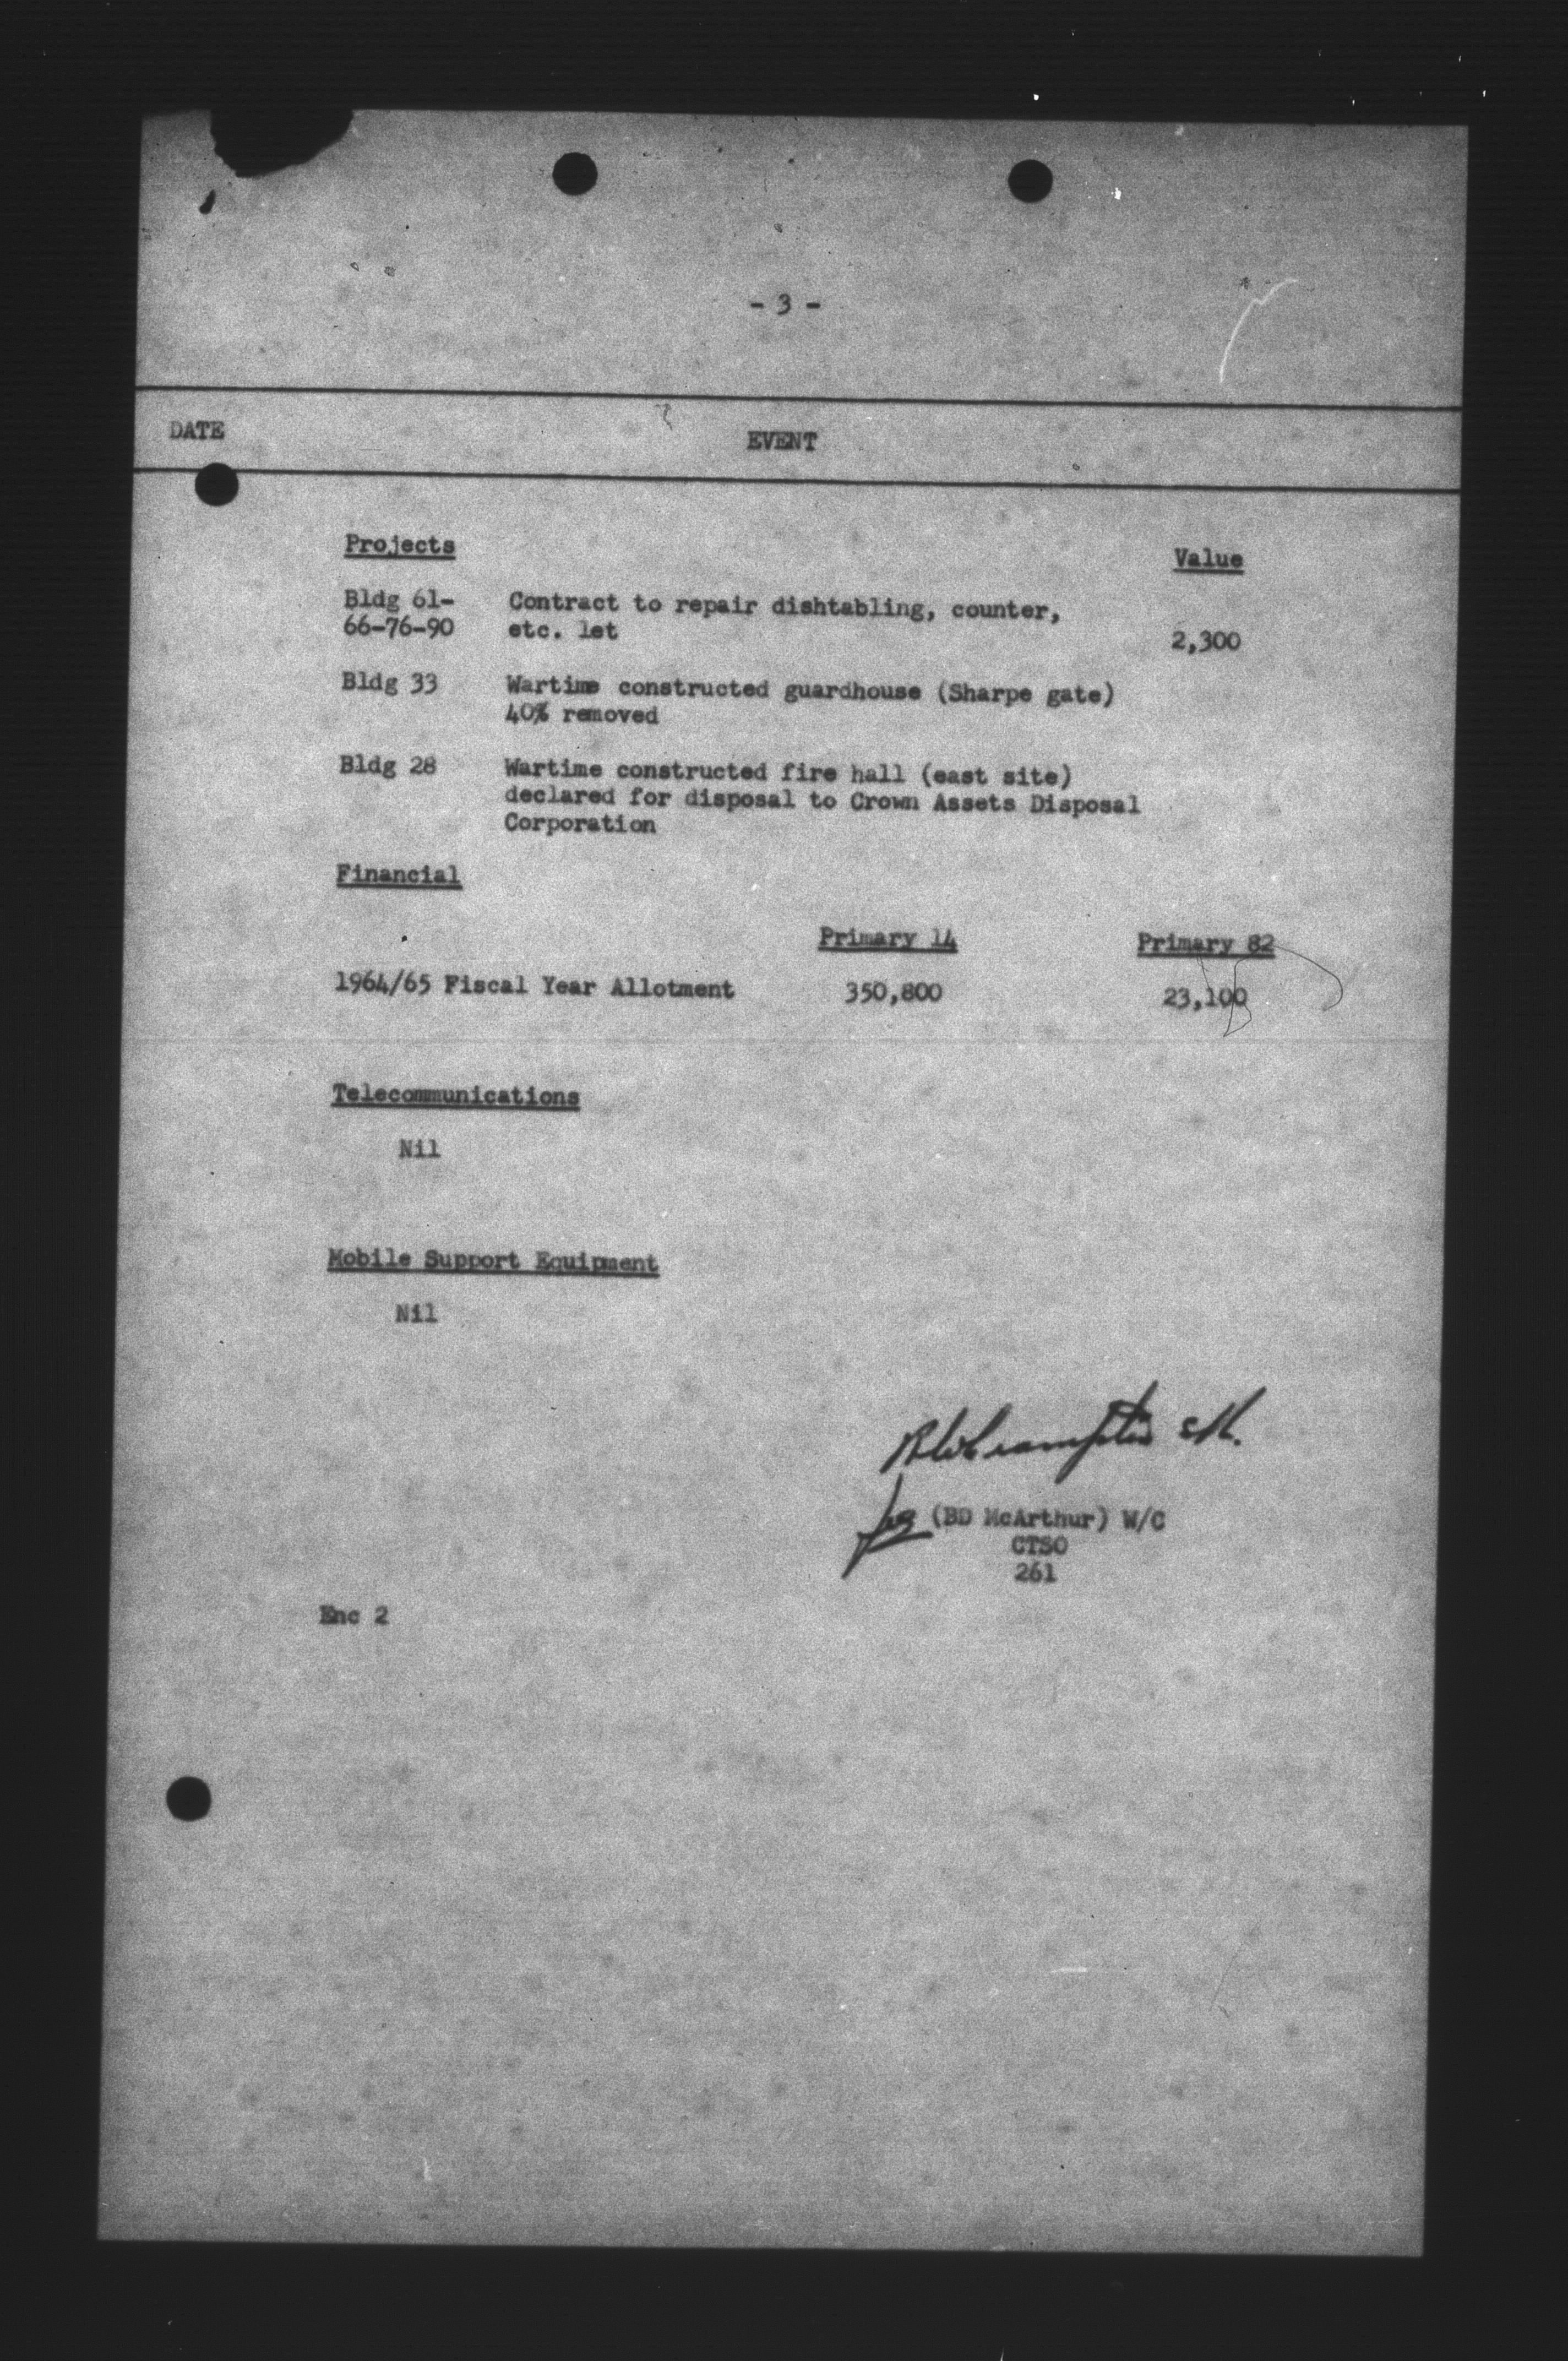 - 3 -
DATE EVENT
Projects Value
Bldg 61- Contract to repair dishtabling, counter,
66-76-90 etc. let 2,300
Bldg 33 Wartime constructed guardhouse (Sharpe gate)
40% removed
Bldg 28 Wartime constructed fire hall (east site)
declared for disposal to Crown Assets Disposal
Corporation
Financial
Primary 14 Primary 82
1964/65 Fiscal Year Allotment 350,800 23,100
Telecommunications
Nil
Mobile Support Equipment
Nil
for (BD McArthur) W/C
CTSO
261
Enc 2